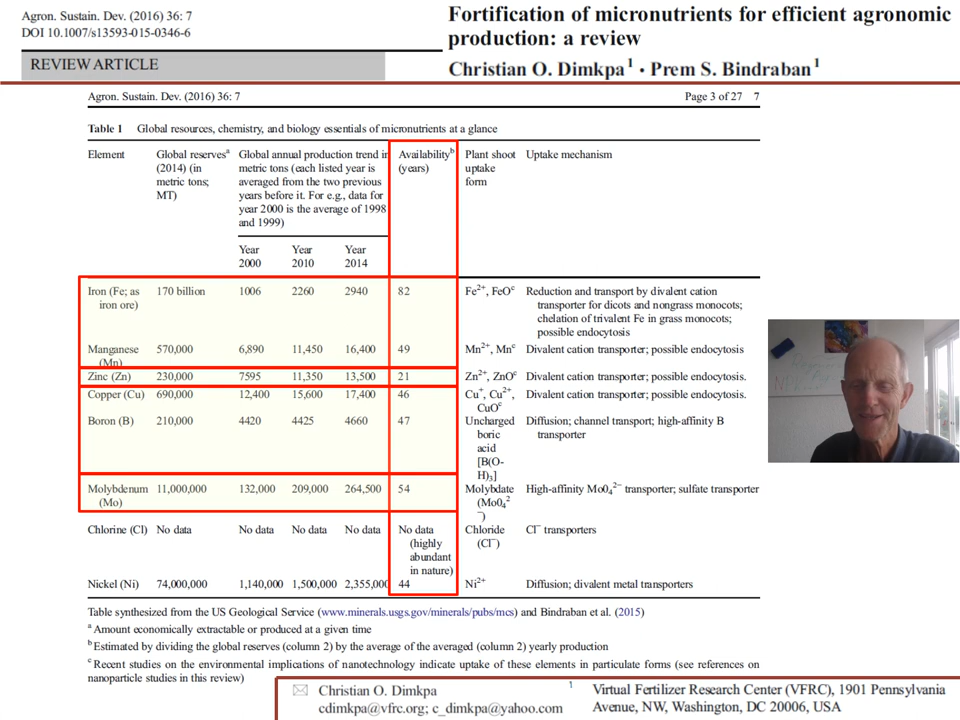 Agron. Sustain. Dev. (2016) 36: 7
DOI 10.1007/s13593-015-0346-6
REVIEW ARTICLE
Fortification of micronutrients for efficient agronomic
production: a review
Christian O. Dimkpa¹ • Prem S. Bindraban¹
Agron. Sustain. Dev. (2016) 36: 7
Page 3 of 27 7
Table 1 Global resources, chemistry, and biology essentials of micronutrients at a glance
Element
Global reservesᵃ
(2014) (in
metric tons;
MT)
Global annual production trend in
metric tons (each listed year is
averaged from the two previous
years before it. For e.g., data for
year 2000 is the average of 1998
and 1999)
Year
2000
Year
2010
Year
2014
Availabilityᵇ
(years)
Plant shoot
uptake
form
Uptake mechanism
Iron (Fe; as
iron ore)
170 billion
1006
2260
2940
82
Fe²⁺, FeOᶜ
Reduction and transport by divalent cation
transporter for dicots and nongrass monocots;
chelation of trivalent Fe in grass monocots;
possible endocytosis
Manganese
(Mn)
570,000
6,890
11,450
16,400
49
Mn²⁺, Mnᶜ
Divalent cation transporter; possible endocytosis
Zinc (Zn)
230,000
7595
11,350
13,500
21
Zn²⁺, ZnOᶜ
Divalent cation transporter; possible endocytosis.
Copper (Cu)
690,000
12,400
15,600
17,400
46
Cu⁺, Cu²⁺,
CuOᶜ
Divalent cation transporter; possible endocytosis.
Boron (B)
210,000
4420
4425
4660
47
Uncharged
boric
acid
[B(O-
H)₃]
Diffusion; channel transport; high-affinity B
transporter
Molybdenum
(Mo)
11,000,000
132,000
209,000
264,500
54
Molybdate
(Mo0₄²
⁻)
High-affinity Mo0₄²⁻ transporter; sulfate transporter
Chlorine (Cl)
No data
No data
No data
No data
No data
(highly
abundant
in nature)
Chloride
(Cl⁻)
Cl⁻ transporters
Nickel (Ni)
74,000,000
1,140,000
1,500,000
2,355,000
44
Ni²⁺
Diffusion; divalent metal transporters
Table synthesized from the US Geological Service (www.minerals.usgs.gov/minerals/pubs/mcs) and Bindraban et al. (2015)
ᵃ Amount economically extractable or produced at a given time
ᵇ Estimated by dividing the global reserves (column 2) by the average of the averaged (column 2) yearly production
ᶜ Recent studies on the environmental implications of nanotechnology indicate uptake of these elements in particulate forms (see references on
nanoparticle studies in this review)
Christian O. Dimkpa
cdimkpa@vfrc.org; c_dimkpa@yahoo.com
¹ Virtual Fertilizer Research Center (VFRC), 1901 Pennsylvania
Avenue, NW, Washington, DC 20006, USA